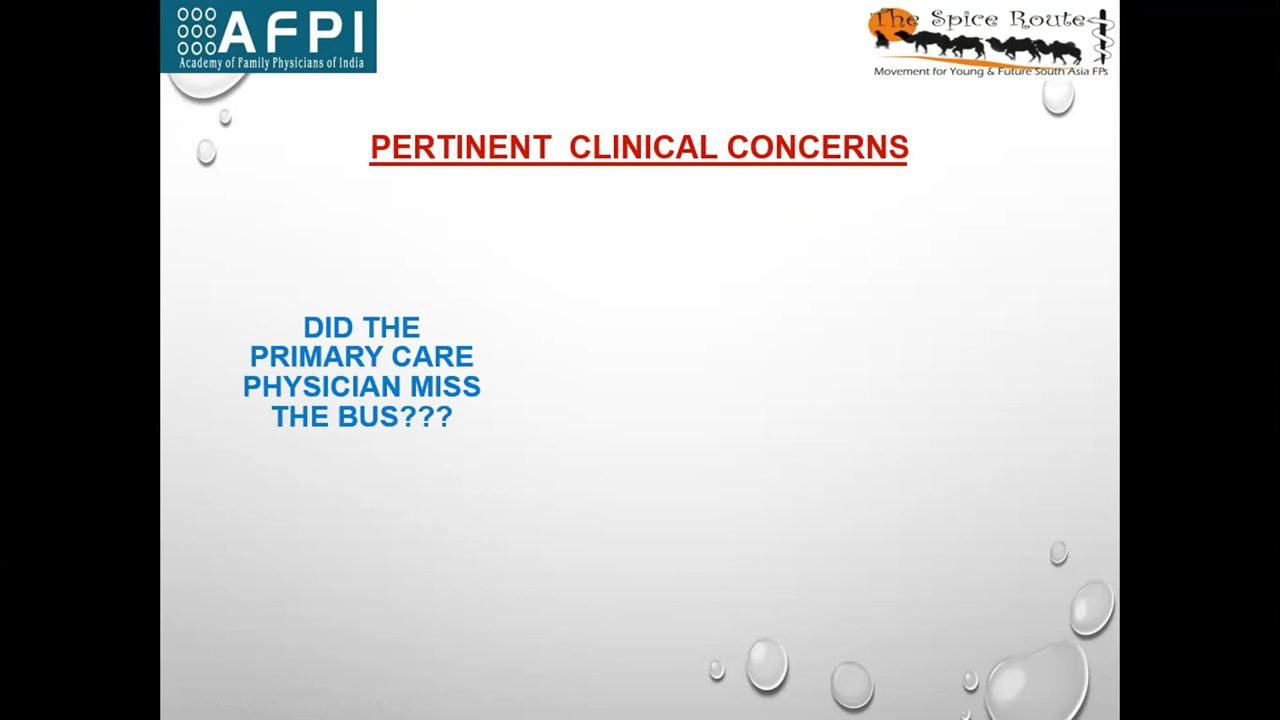 AFPI
Academy of Family Physicians of India
The Spice Route
Movement for Young & Future South Asia FPs
PERTINENT CLINICAL CONCERNS
DID THE
PRIMARY CARE
PHYSICIAN MISS
THE BUS???